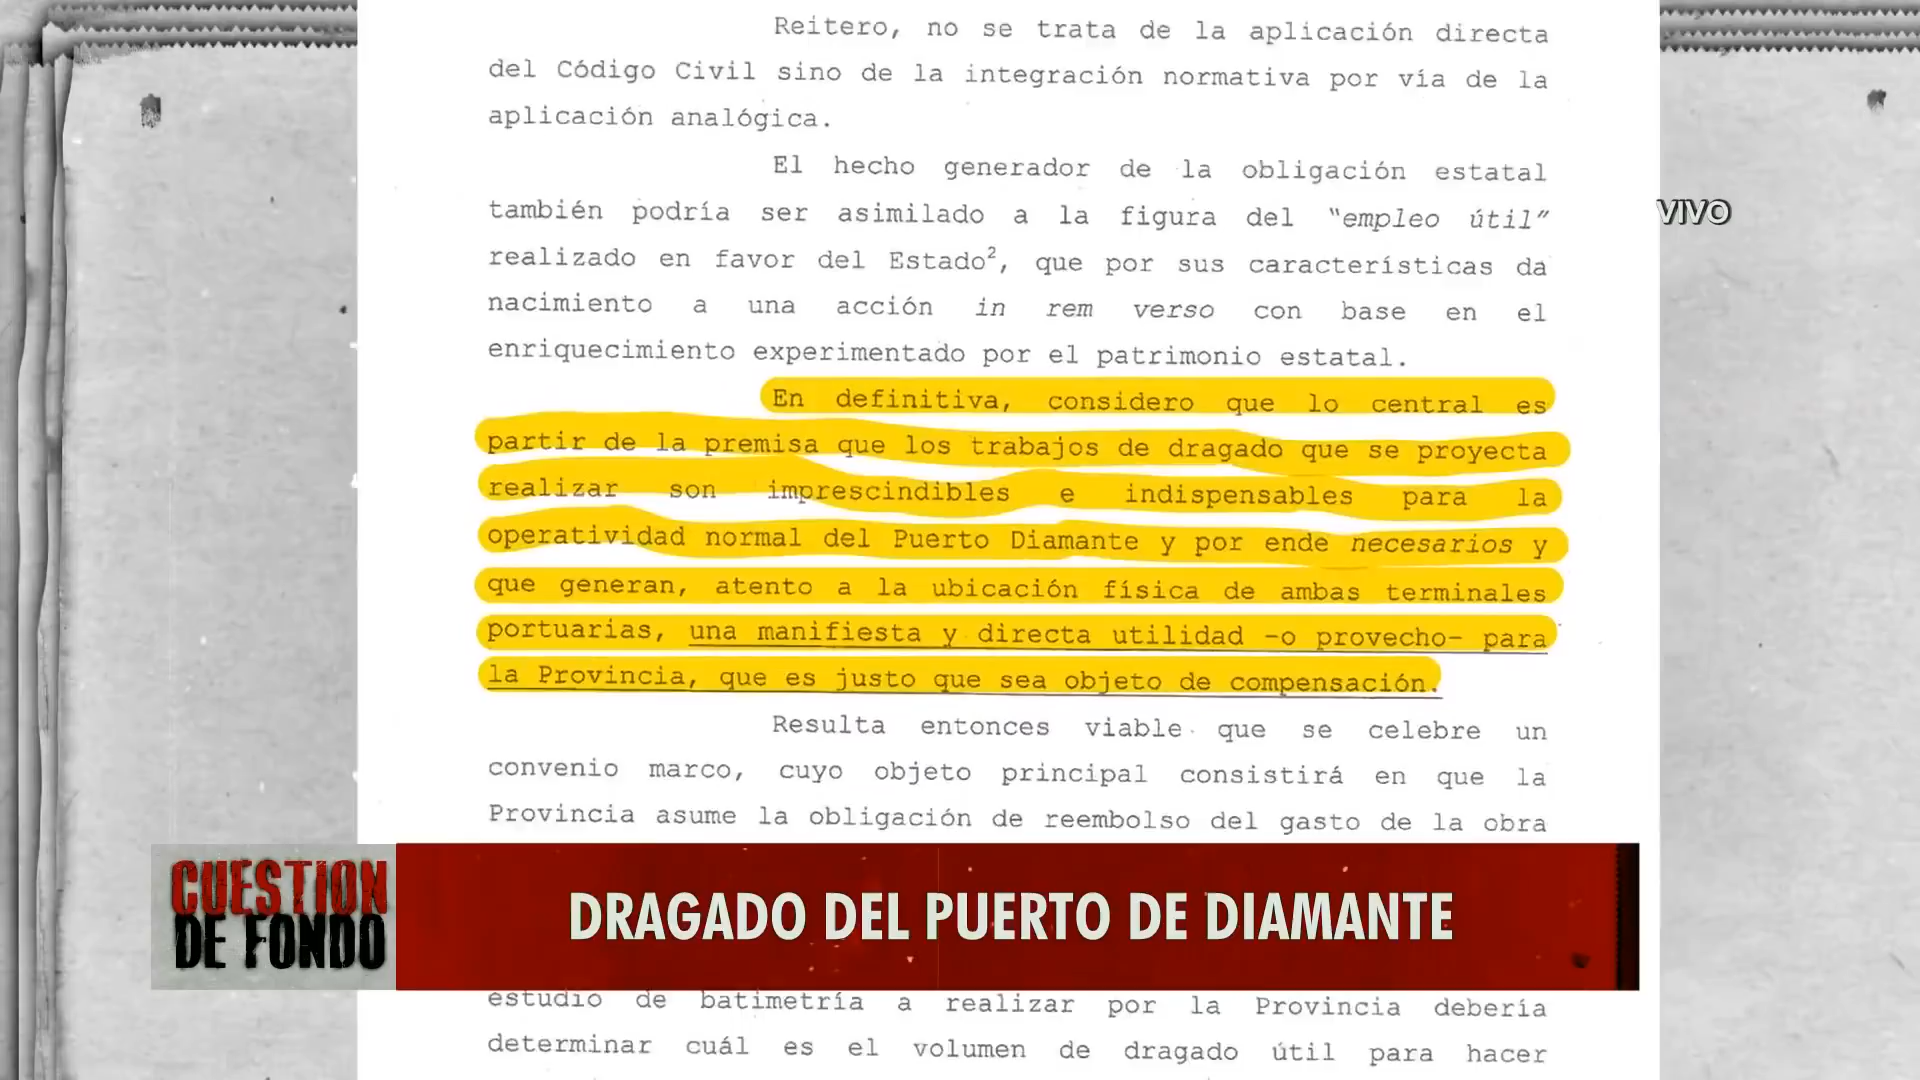 Reitero, no se trata de la aplicación directa
del Código Civil sino de la integración normativa por vía de la
aplicación analógica.
El hecho generador de la obligación estatal
también podría ser asimilado a la figura del “empleo útil”
realizado en favor del Estado², que por sus características da
nacimiento a una acción in rem verso con base en el
enriquecimiento experimentado por el patrimonio estatal.
En definitiva, considero que lo central es
partir de la premisa que los trabajos de dragado que se proyecta
realizar son imprescindibles e indispensables para la
operatividad normal del Puerto Diamante y por ende necesarios y
que generan, atento a la ubicación física de ambas terminales
portuarias, una manifiesta y directa utilidad -o provecho- para
la Provincia, que es justo que sea objeto de compensación.
Resulta entonces viable que se celebre un
convenio marco, cuyo objeto principal consistirá en que la
Provincia asume la obligación de reembolso del gasto de la obra
estudio de batimetría a realizar por la Provincia debería
determinar cuál es el volumen de dragado útil para hacer
VIVO
CUESTION
DE FONDO
DRAGADO DEL PUERTO DE DIAMANTE